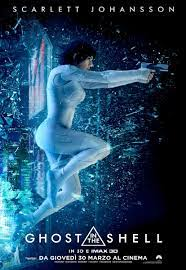 SCARLETT JOHANSSON
GHOST IN THE SHELL
IN 3D E IMAX 3D
DA GIOVEDÌ 30 MARZO AL CINEMA